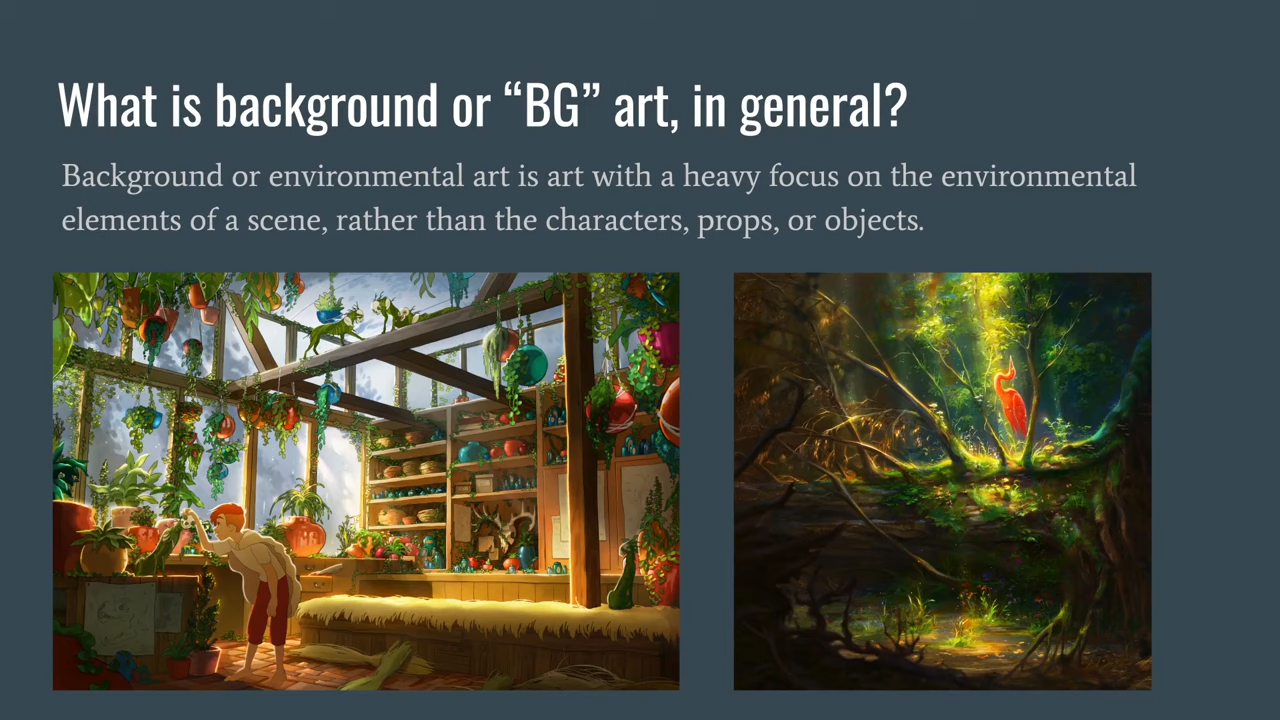 What is background or “BG” art, in general?
Background or environmental art is art with a heavy focus on the environmental
elements of a scene, rather than the characters, props, or objects.